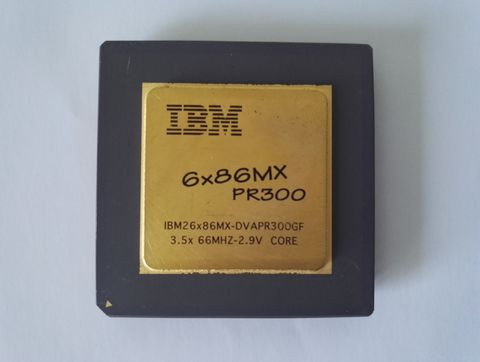 IBM
6x86MX
PR300
IBM26x86MX-DVAPR300GF
3.5x 66MHZ-2.9V CORE